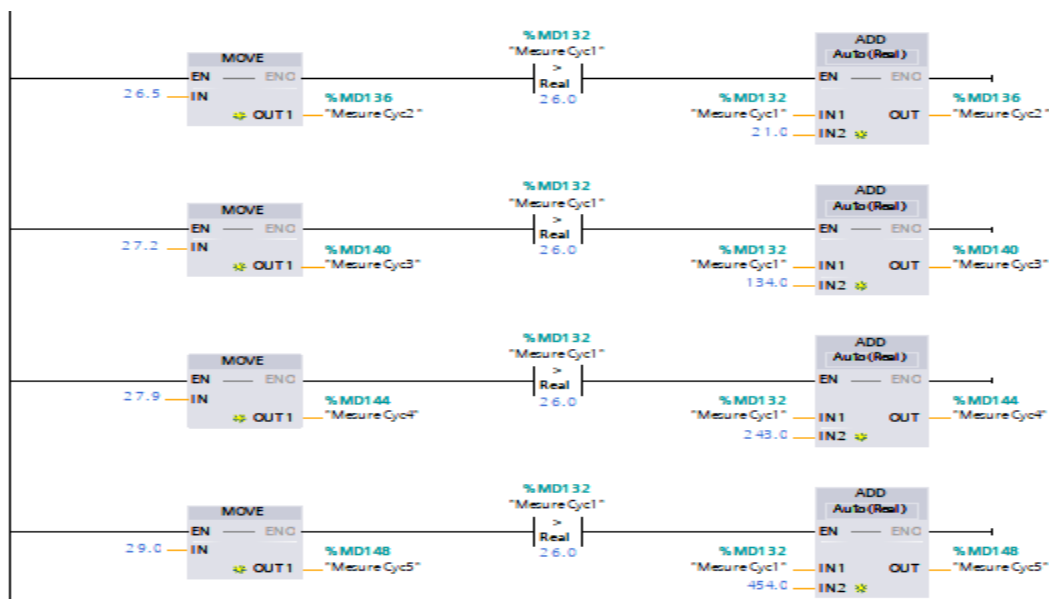 %MD132
"Mesure Cyc1"
ADD
Auto (Real)
MOVE
EN ENO
>
Real
26.0
EN ENO
26.5 IN
%MD136
OUT1 "Mesure Cyc2"
%MD132
"Mesure Cyc1" IN1
21.0 IN2
%MD136
OUT "Mesure Cyc2"
%MD132
"Mesure Cyc1"
ADD
Auto (Real)
MOVE
EN ENO
>
Real
26.0
EN ENO
27.2 IN
%MD140
OUT1 "Mesure Cyc3"
%MD132
"Mesure Cyc1" IN1
134.0 IN2
%MD140
OUT "Mesure Cyc3"
%MD132
"Mesure Cyc1"
ADD
Auto (Real)
MOVE
EN ENO
>
Real
26.0
EN ENO
27.9 IN
%MD144
OUT1 "Mesure Cyc4"
%MD132
"Mesure Cyc1" IN1
243.0 IN2
%MD144
OUT "Mesure Cyc4"
%MD132
"Mesure Cyc1"
ADD
Auto (Real)
MOVE
EN ENO
>
Real
26.0
EN ENO
29.0 IN
%MD148
OUT1 "Mesure Cyc5"
%MD132
"Mesure Cyc1" IN1
454.0 IN2
%MD148
OUT "Mesure Cyc5"